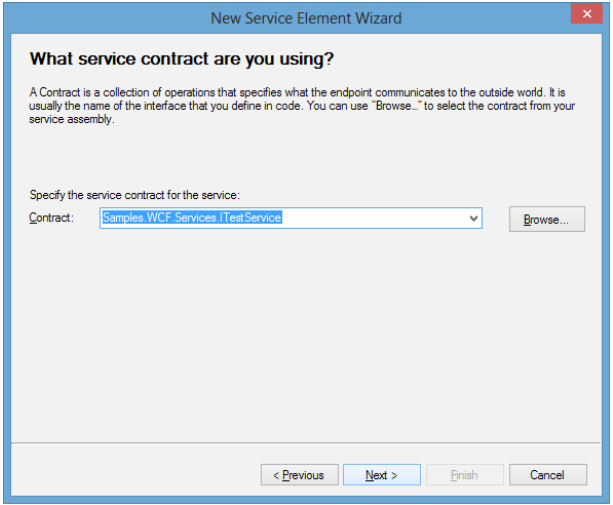 New Service Element Wizard
What service contract are you using?
A Contract is a collection of operations that specifies what the endpoint communicates to the outside world. It is
usually the name of the interface that you define in code. You can use "Browse..." to select the contract from your
service assembly.
Specify the service contract for the service:
Contract: Samples.WCF.Services.ITestService Browse...
< Previous Next > Finish Cancel